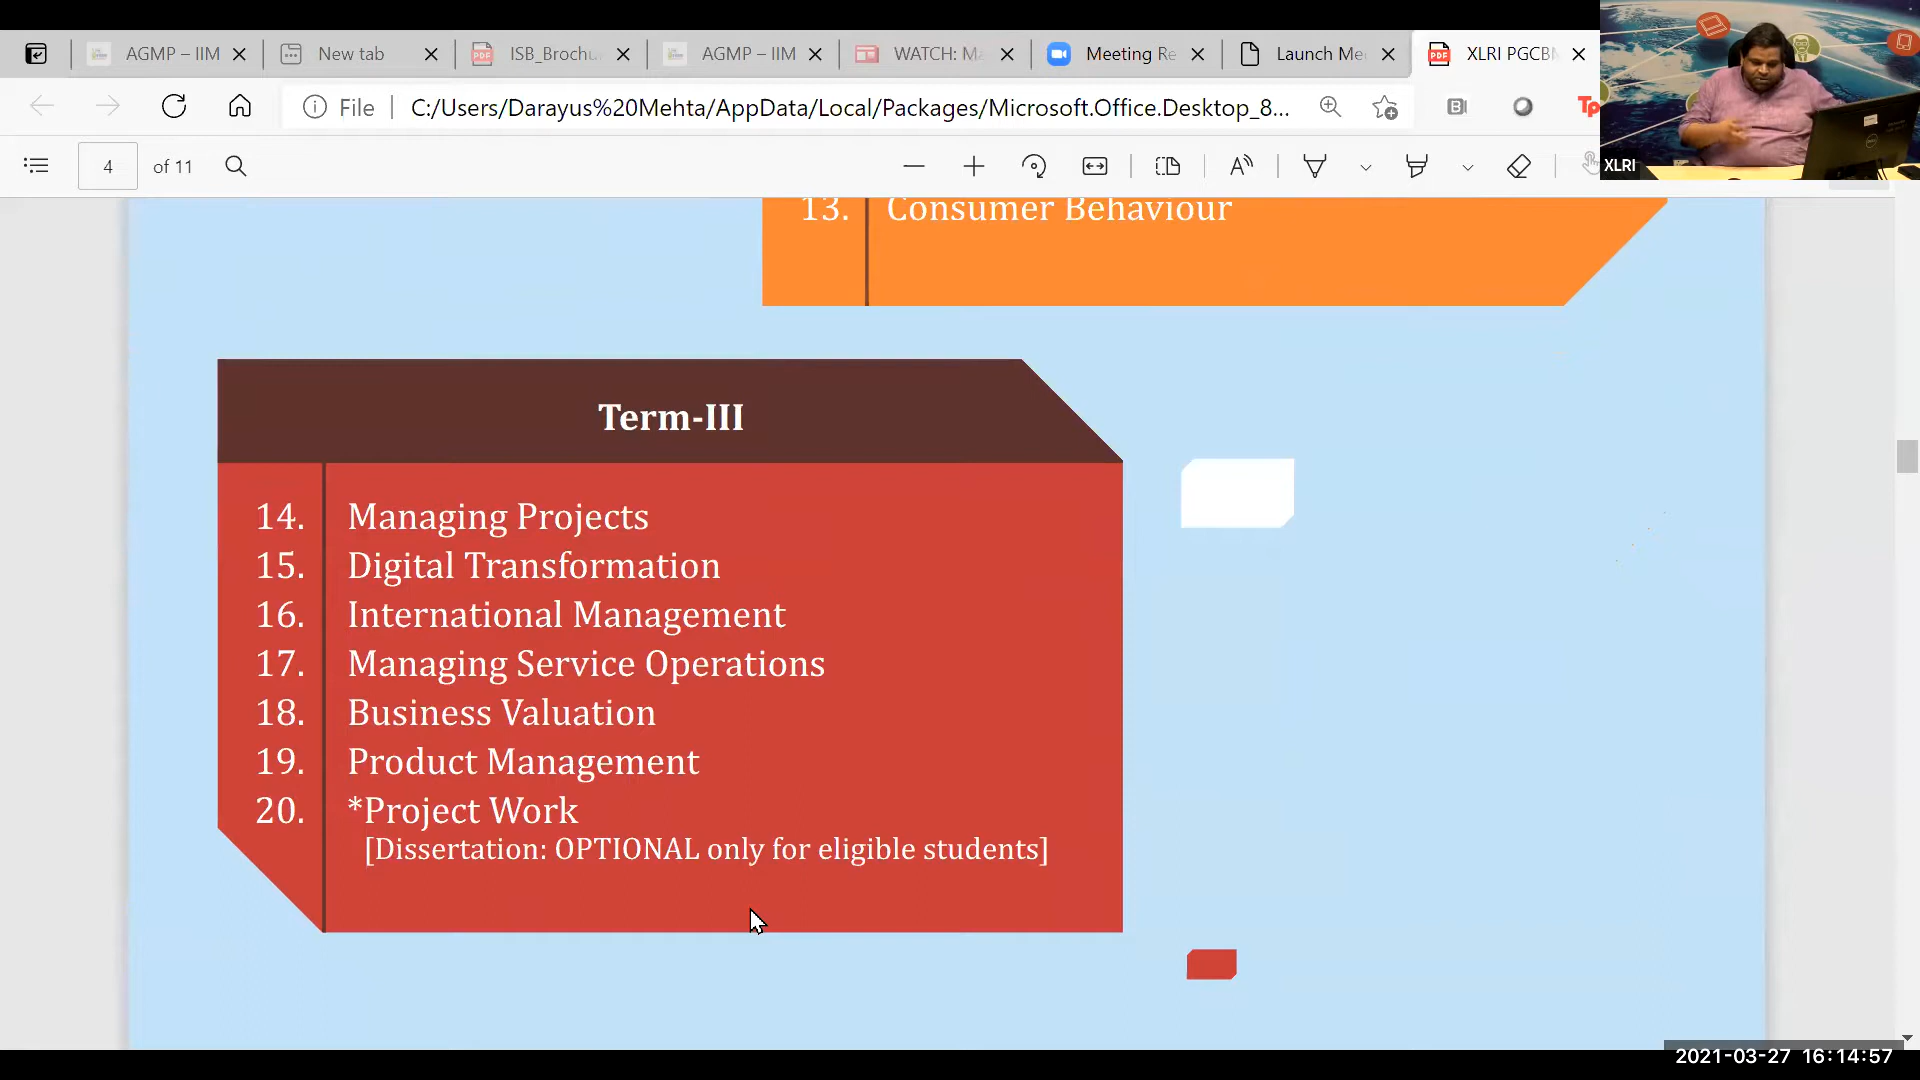 AGMP – IIM
New tab
ISB_Brochu
AGMP – IIM
WATCH: Ma
Meeting Re
Launch Me
XLRI PGCBM
File
C:/Users/Darayus%20Mehta/AppData/Local/Packages/Microsoft.Office.Desktop_8...
XLRI
4 of 11
13. Consumer Behaviour
Term-III
14. Managing Projects
15. Digital Transformation
16. International Management
17. Managing Service Operations
18. Business Valuation
19. Product Management
20. *Project Work
[Dissertation: OPTIONAL only for eligible students]
2021-03-27 16:14:57